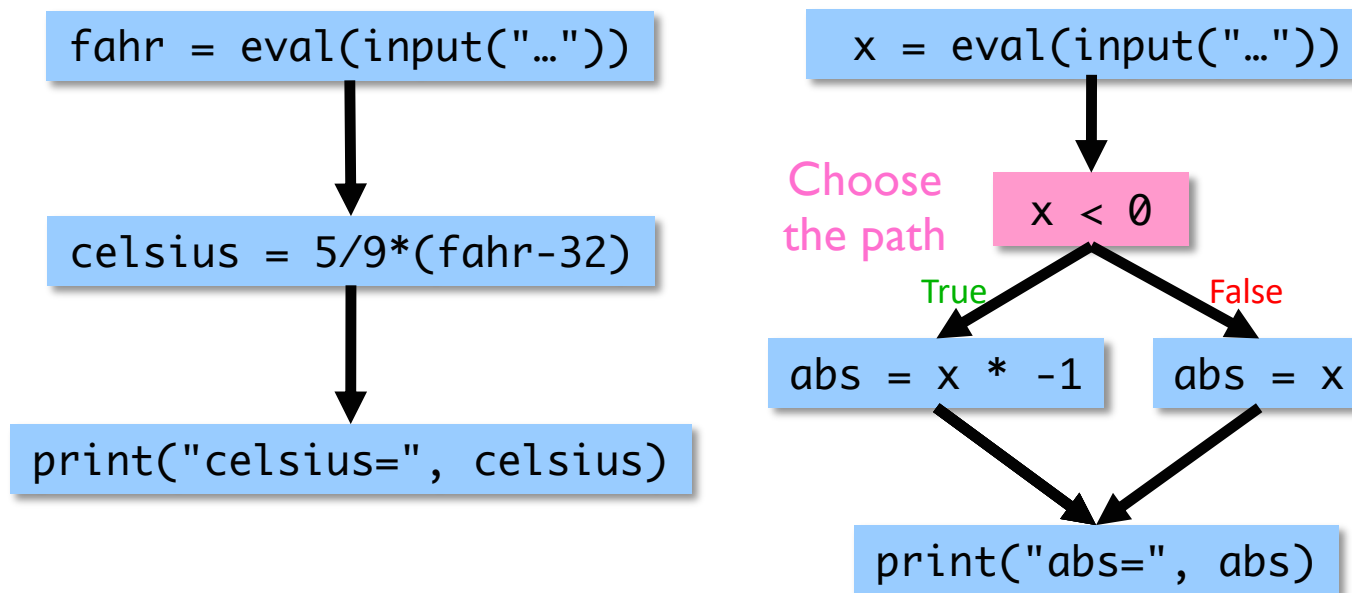 fahr = eval(input("…"))
celsius = 5/9*(fahr-32)
print("celsius=", celsius)
x = eval(input("…"))
Choose
the path
x < 0
True
False
abs = x * -1
abs = x
print("abs=", abs)